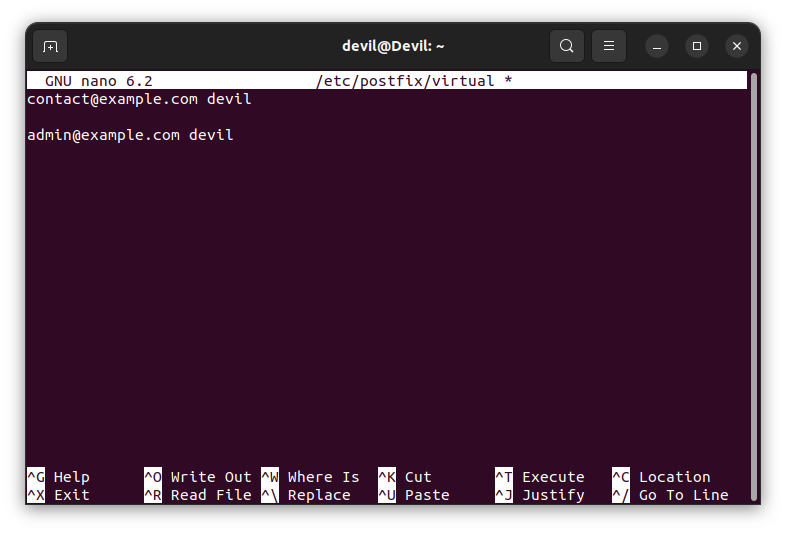 devil@Devil: ~
GNU nano 6.2 /etc/postfix/virtual *
contact@example.com devil
admin@example.com devil
^G Help ^O Write Out ^W Where Is ^K Cut ^T Execute ^C Location
^X Exit ^R Read File ^\ Replace ^U Paste ^J Justify ^/ Go To Line